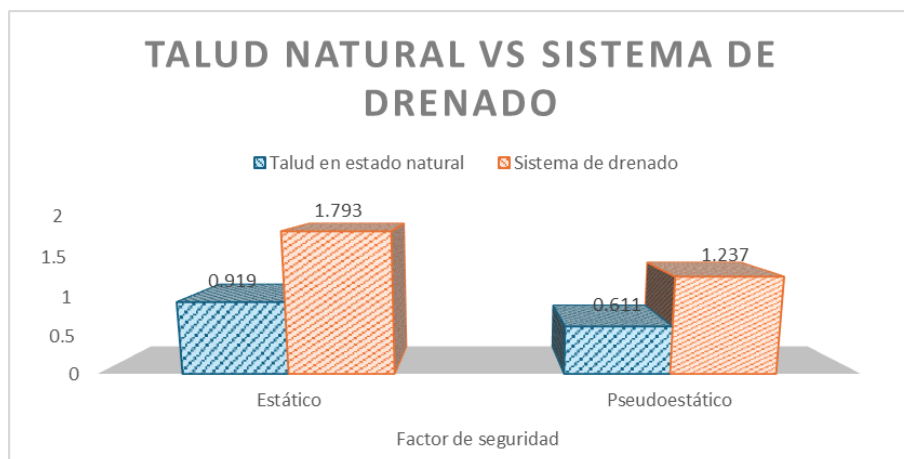 TALUD NATURAL VS SISTEMA DE
DRENADO
Talud en estado natural Sistema de drenado
2
1.5
1
0.5
0
0.919
1.793
0.611
1.237
Estático Pseudoestático
Factor de seguridad